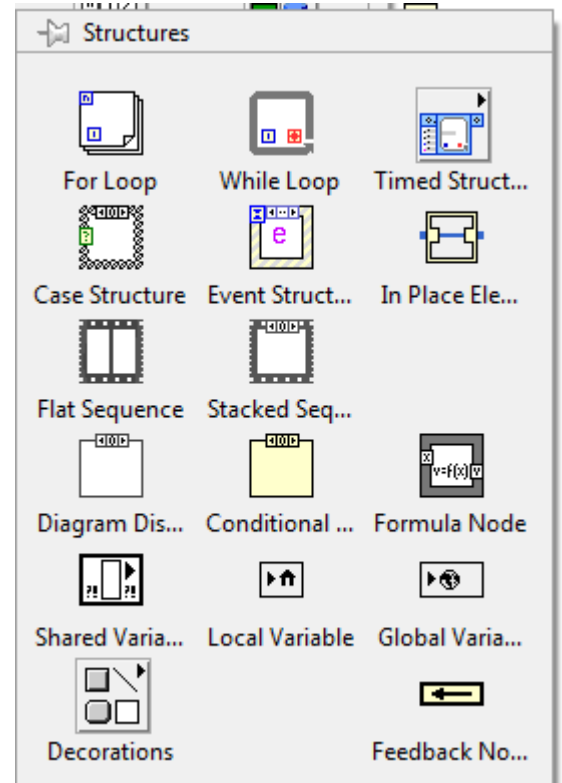 Structures
For Loop While Loop Timed Struct...
Case Structure Event Struct... In Place Ele...
Flat Sequence Stacked Seq...
Diagram Dis... Conditional ... Formula Node
Shared Varia... Local Variable Global Varia...
Decorations Feedback No...